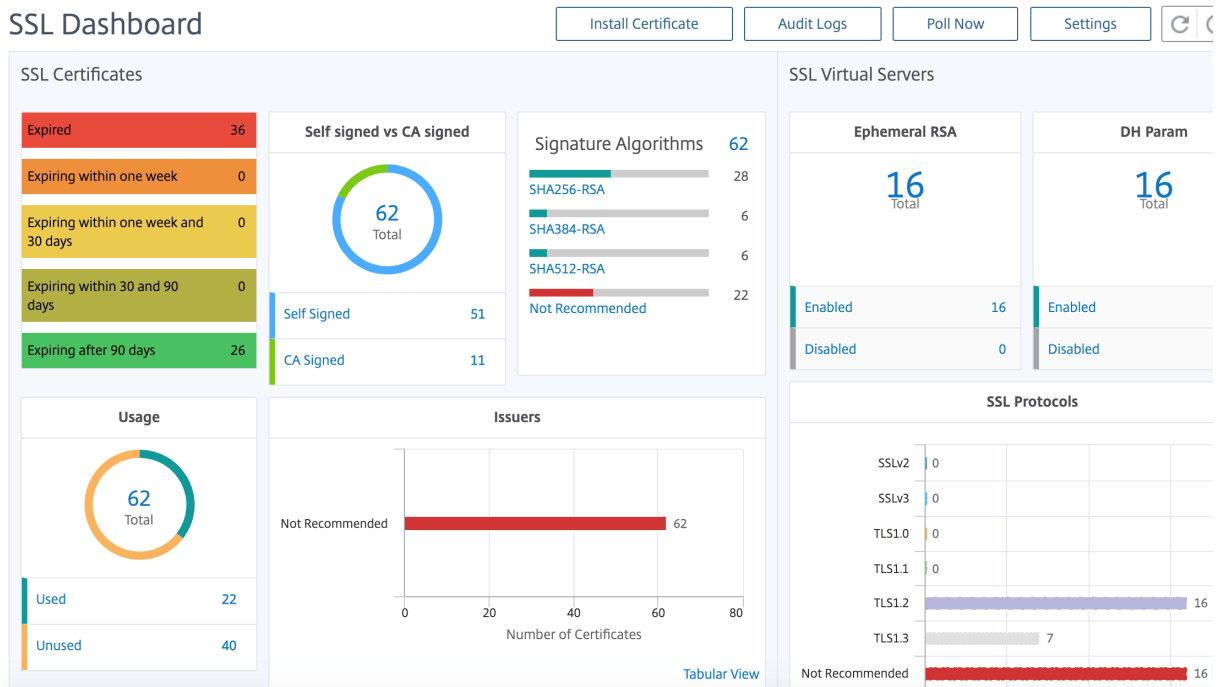 SSL Dashboard
Install Certificate
Audit Logs
Poll Now
Settings
SSL Certificates
Expired 36
Expiring within one week 0
Expiring within one week and 0
30 days
Expiring within 30 and 90 0
days
Expiring after 90 days 26
Self signed vs CA signed
62
Total
Self Signed 51
CA Signed 11
Signature Algorithms 62
28
SHA256-RSA
6
SHA384-RSA
6
SHA512-RSA
22
Not Recommended
Usage
62
Total
Used 22
Unused 40
Issuers
Not Recommended 62
0 20 40 60 80
Number of Certificates
Tabular View
SSL Virtual Servers
Ephemeral RSA
16
Total
Enabled 16
Disabled 0
DH Param
16
Total
Enabled
Disabled
SSL Protocols
SSLv2 0
SSLv3 0
TLS1.0 0
TLS1.1 0
TLS1.2 16
TLS1.3 7
Not Recommended 16